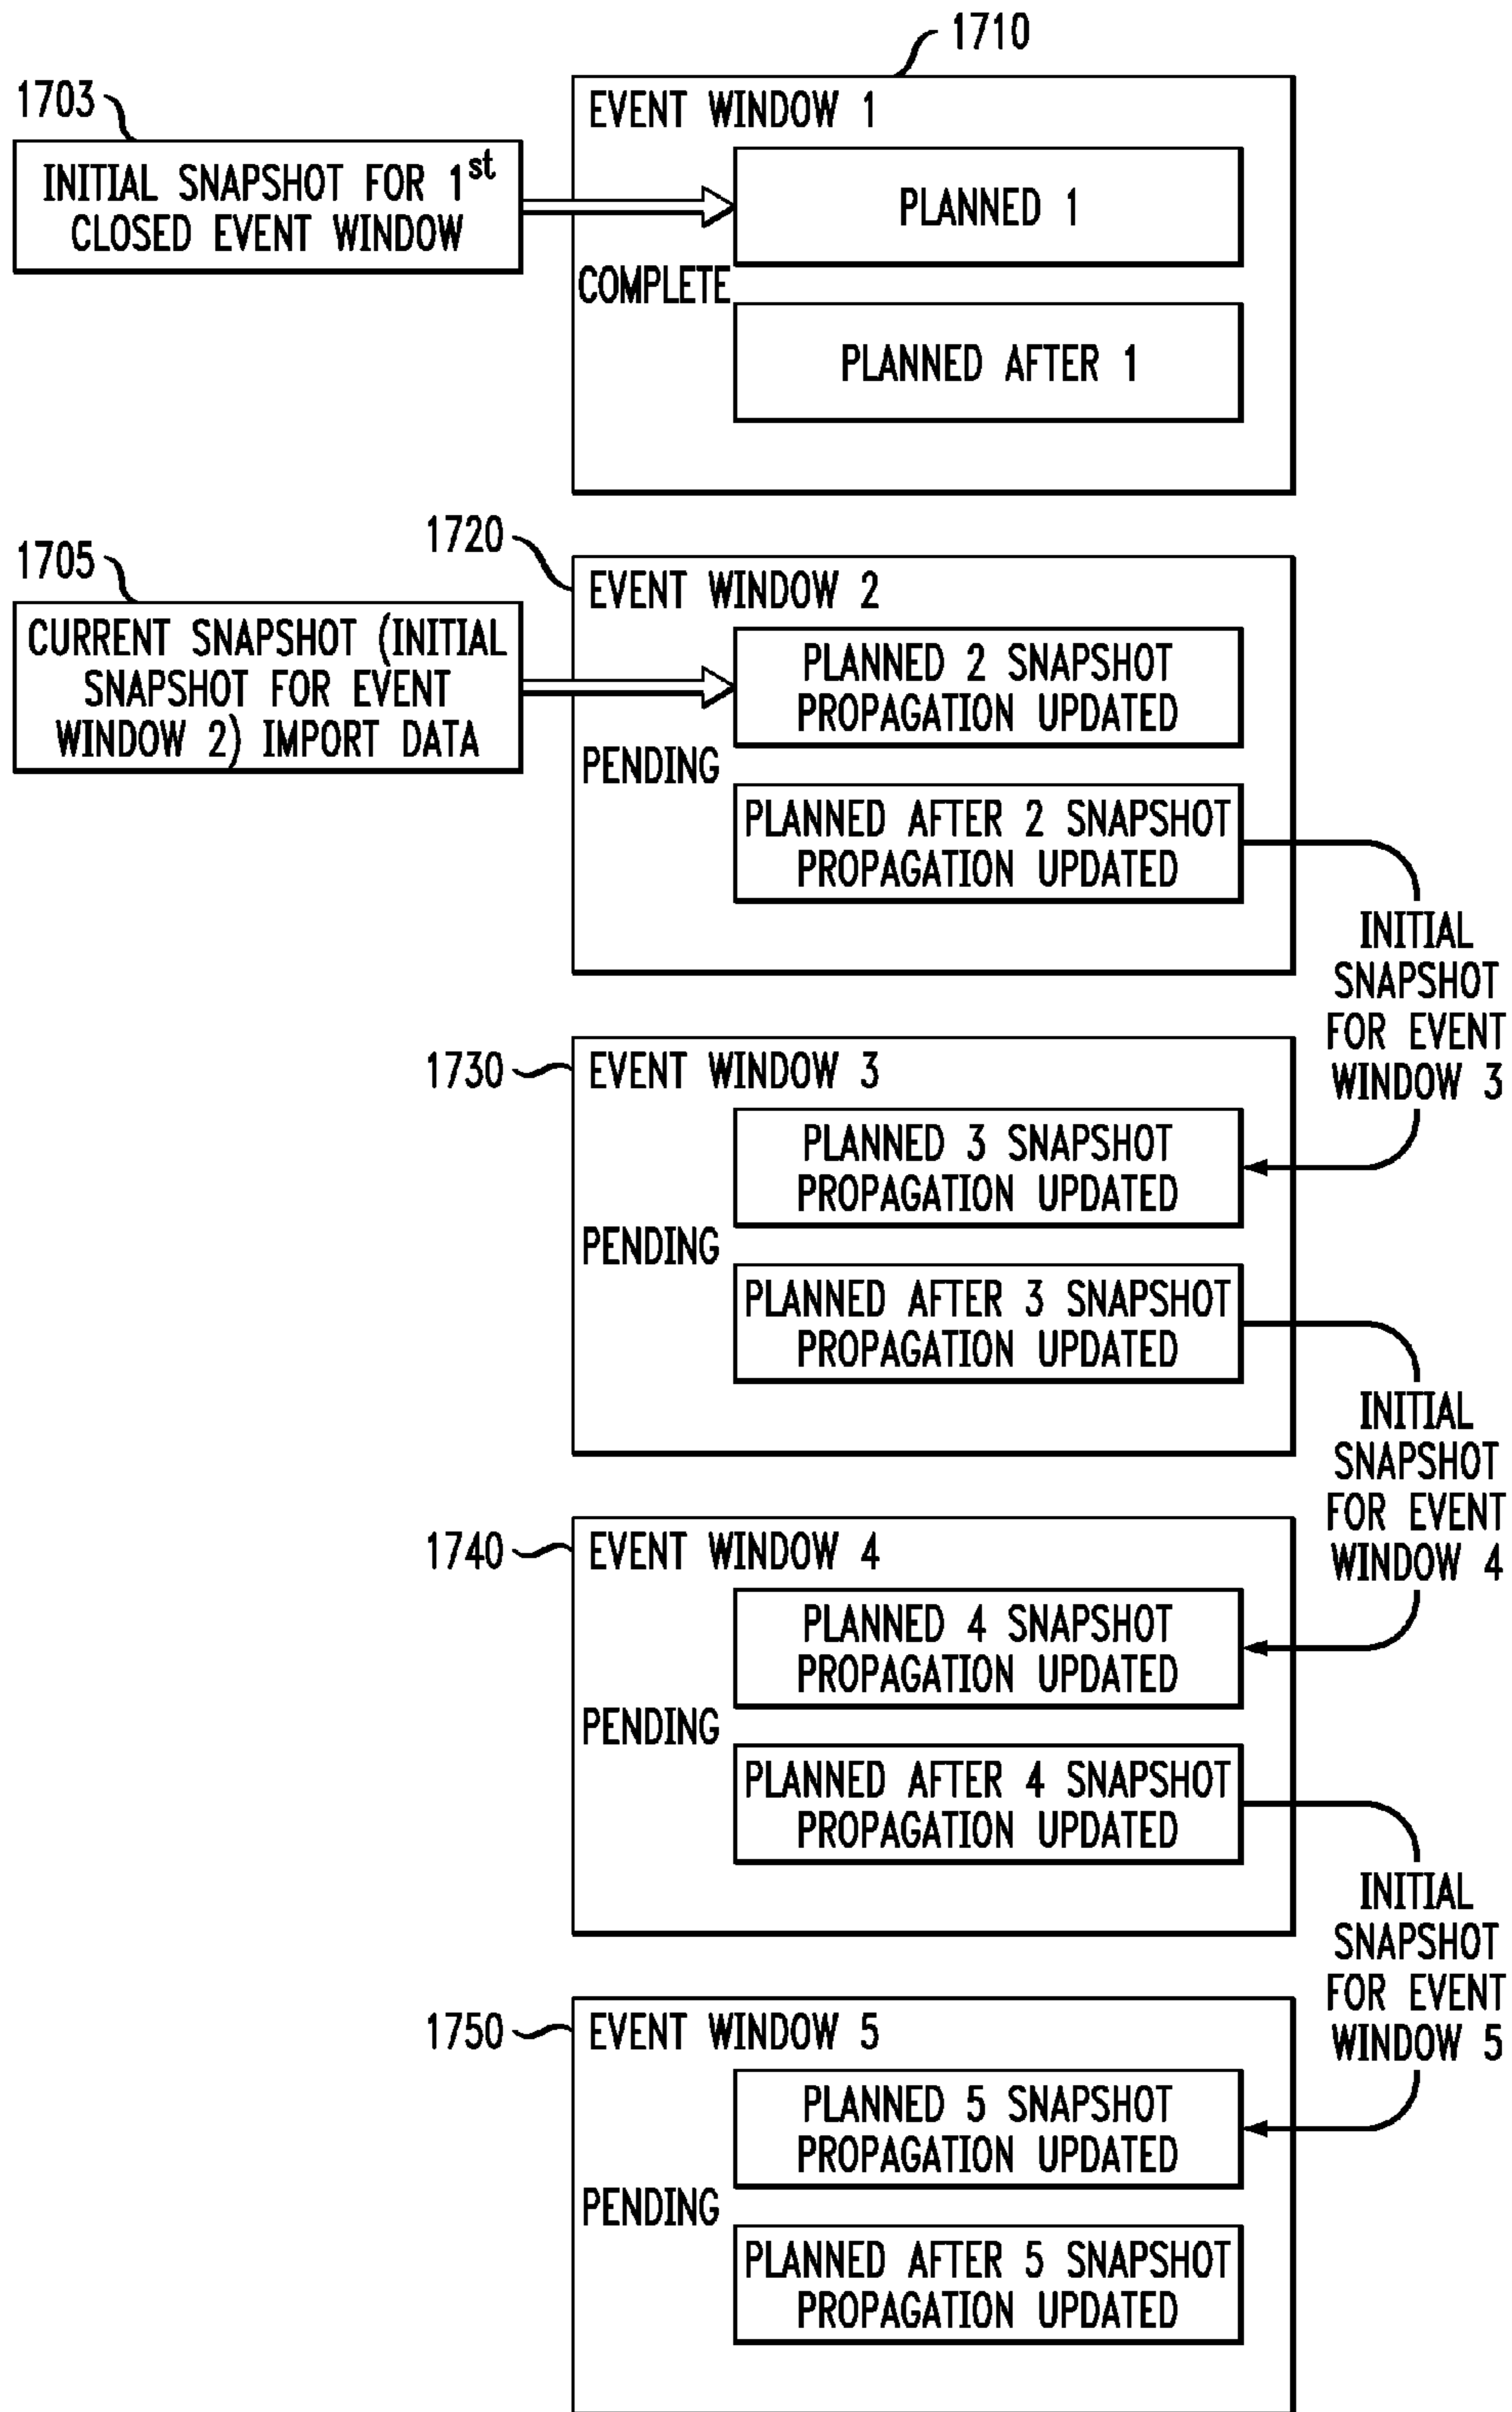 1710
1703
EVENT WINDOW 1
INITIAL SNAPSHOT FOR 1st
CLOSED EVENT WINDOW
PLANNED 1
COMPLETE
PLANNED AFTER 1
1720
1705
EVENT WINDOW 2
CURRENT SNAPSHOT (INITIAL
SNAPSHOT FOR EVENT
WINDOW 2) IMPORT DATA
PLANNED 2 SNAPSHOT
PROPAGATION UPDATED
PENDING
PLANNED AFTER 2 SNAPSHOT
PROPAGATION UPDATED
INITIAL
SNAPSHOT
FOR EVENT
WINDOW 3
1730
EVENT WINDOW 3
PLANNED 3 SNAPSHOT
PROPAGATION UPDATED
PENDING
PLANNED AFTER 3 SNAPSHOT
PROPAGATION UPDATED
INITIAL
SNAPSHOT
FOR EVENT
WINDOW 4
1740
EVENT WINDOW 4
PLANNED 4 SNAPSHOT
PROPAGATION UPDATED
PENDING
PLANNED AFTER 4 SNAPSHOT
PROPAGATION UPDATED
INITIAL
SNAPSHOT
FOR EVENT
WINDOW 5
1750
EVENT WINDOW 5
PLANNED 5 SNAPSHOT
PROPAGATION UPDATED
PENDING
PLANNED AFTER 5 SNAPSHOT
PROPAGATION UPDATED